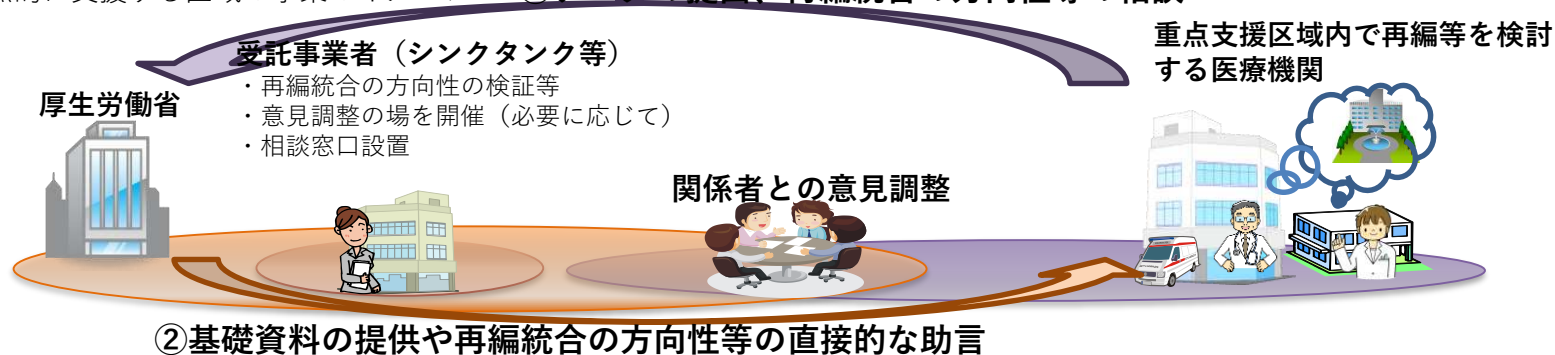 受託事業者（シンクタンク等）
・再編統合の方向性の検証等
・意見調整の場を開催（必要に応じて）
・相談窓口設置
厚生労働省
重点支援区域内で再編等を検討
する医療機関
関係者との意見調整
②基礎資料の提供や再編統合の方向性等の直接的な助言